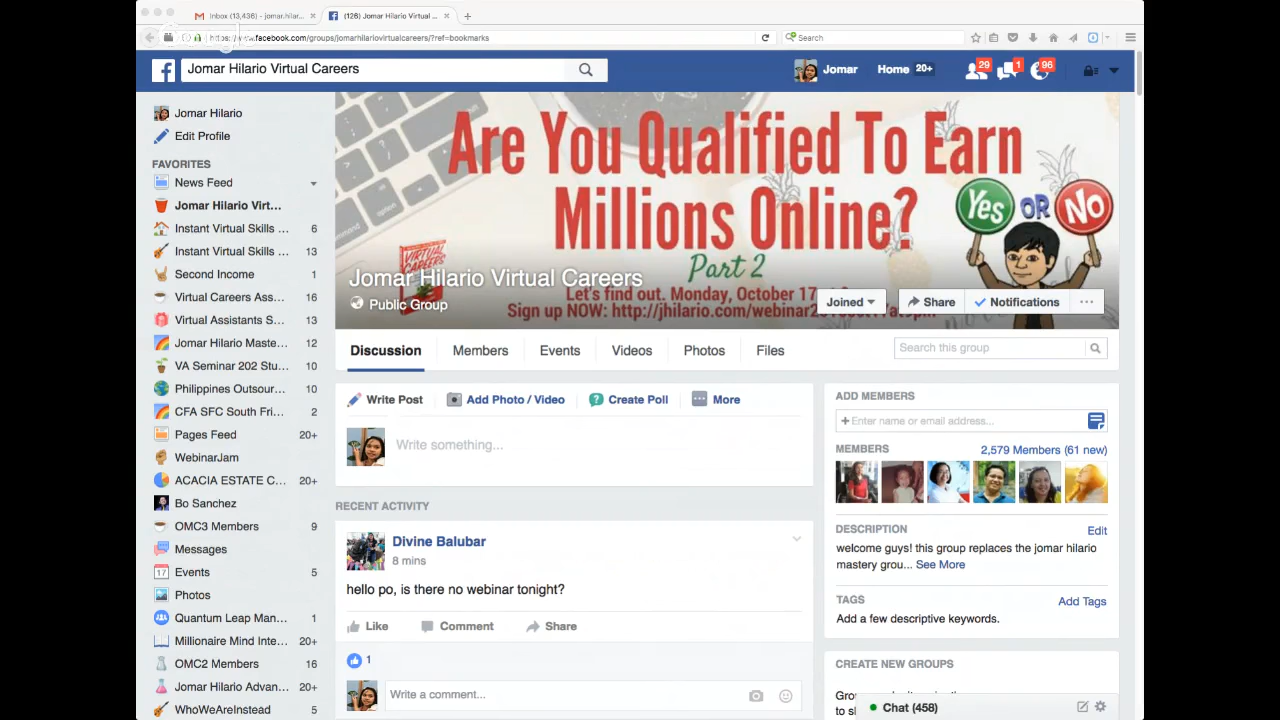 Inbox (13,436) - jomar.hilar...
(126) Jomar Hilario Virtual ...
facebook.com/groups/jomarhilariovirtualcareers/?ref=bookmarks
Search
Jomar Hilario Virtual Careers
Jomar
Home 20+
29
1
96
Jomar Hilario
Edit Profile
FAVORITES
News Feed
Jomar Hilario Virt...
Instant Virtual Skills ... 6
Instant Virtual Skills ... 13
Second Income 1
Virtual Careers Ass... 16
Virtual Assistants S... 13
Jomar Hilario Maste... 12
VA Seminar 202 Stu... 10
Philippines Outsour... 10
CFA SFC South Fri... 2
Pages Feed 20+
WebinarJam
ACACIA ESTATE C... 20+
Bo Sanchez
OMC3 Members 9
Messages
17 Events 5
Photos
Quantum Leap Man... 1
Millionaire Mind Inte... 20+
OMC2 Members 16
Jomar Hilario Advan... 20+
WhoWeAreInstead 5
Are You Qualified To Earn
Millions Online?
Yes OR No
Part 2
VIRTUAL CAREERS
Jomar Hilario Virtual Careers
Public Group
Let's find out. Monday, October 17
Sign up NOW: http://jhilario.com/webinar
Joined
Share
Notifications
Discussion
Members
Events
Videos
Photos
Files
Search this group
Write Post
Add Photo / Video
Create Poll
More
Write something...
RECENT ACTIVITY
Divine Balubar
8 mins
hello po, is there no webinar tonight?
Like
Comment
Share
1
Write a comment...
ADD MEMBERS
+ Enter name or email address...
MEMBERS
2,579 Members (61 new)
DESCRIPTION
Edit
welcome guys! this group replaces the jomar hilario
mastery grou... See More
TAGS
Add Tags
Add a few descriptive keywords.
CREATE NEW GROUPS
Chat (458)